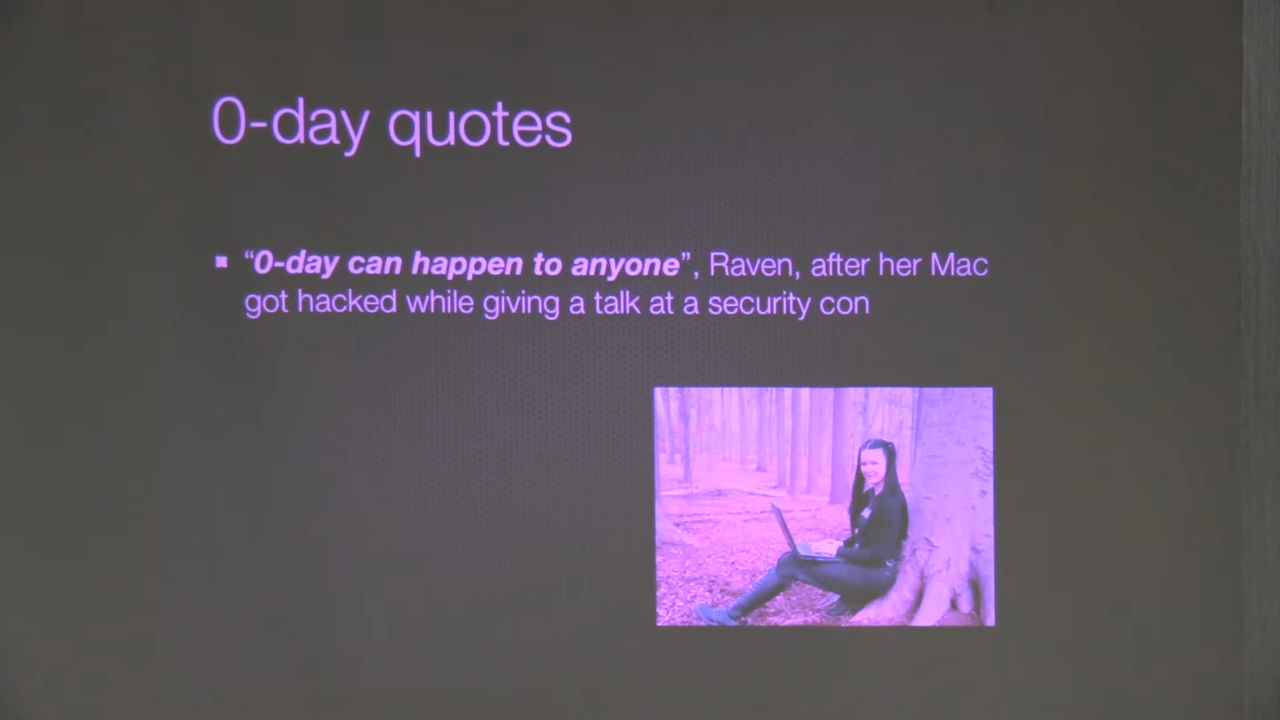 0-day quotes
“0-day can happen to anyone”, Raven, after her Mac
got hacked while giving a talk at a security con